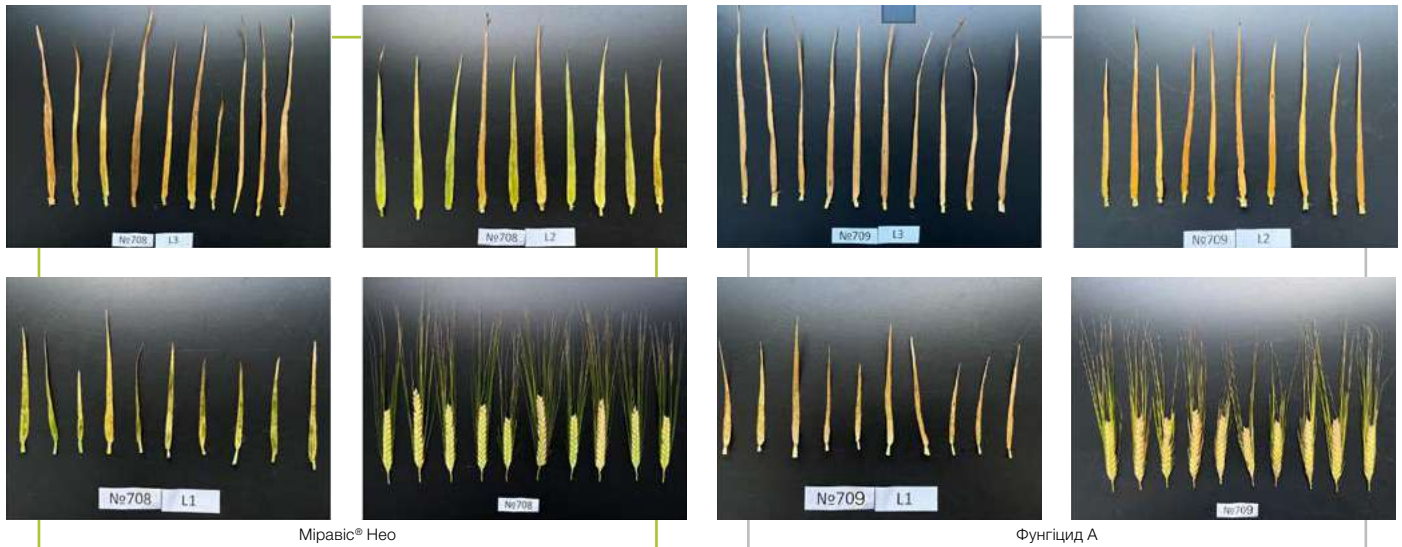 №708 L3
№708 L2
№709 L3
№709 L2
№708 L1
№708
№709 L1
№709
Міравіс® Нео
Фунгіцид А